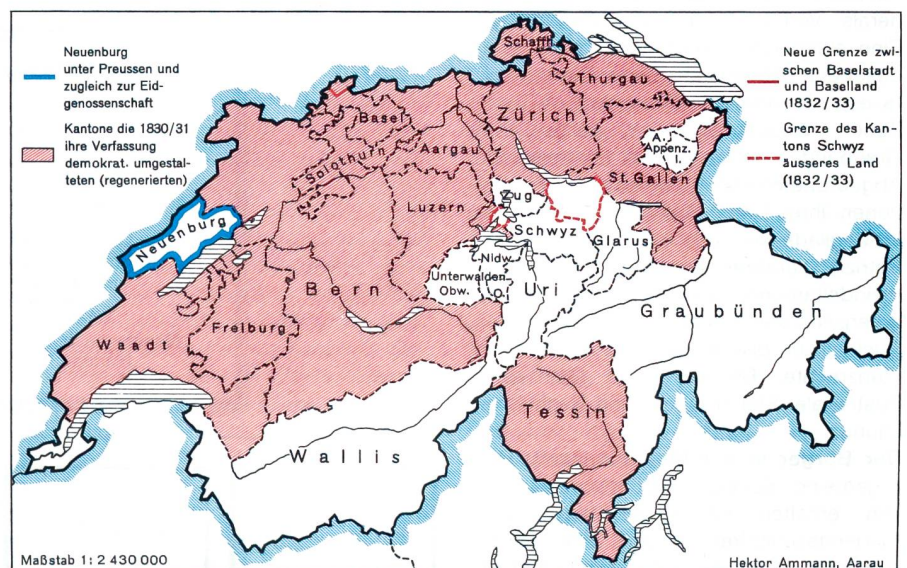 Neuenburg
unter Preussen und
zugleich zur Eid-
genossenschaft
Kantone die 1830/31
ihre Verfassung
demokrat. umgestal-
teten (regenerierten)
Neue Grenze zwi-
schen Baselstadt
und Baselland
(1832/33)
Grenze des Kan-
tons Schwyz
äusseres Land
(1832/33)
Schaffh.
Thurgau
Zürich
Basel
Aargau
Solothurn
A.
Appenz.
I.
St. Gallen
Zug
Luzern
Schwyz
Glarus
Neuenburg
Nidw.
Unterwalden
Obw.
Uri
Bern
Graubünden
Freiburg
Waadt
Tessin
Wallis
Maßstab 1: 2 430 000
Hektor Ammann, Aarau